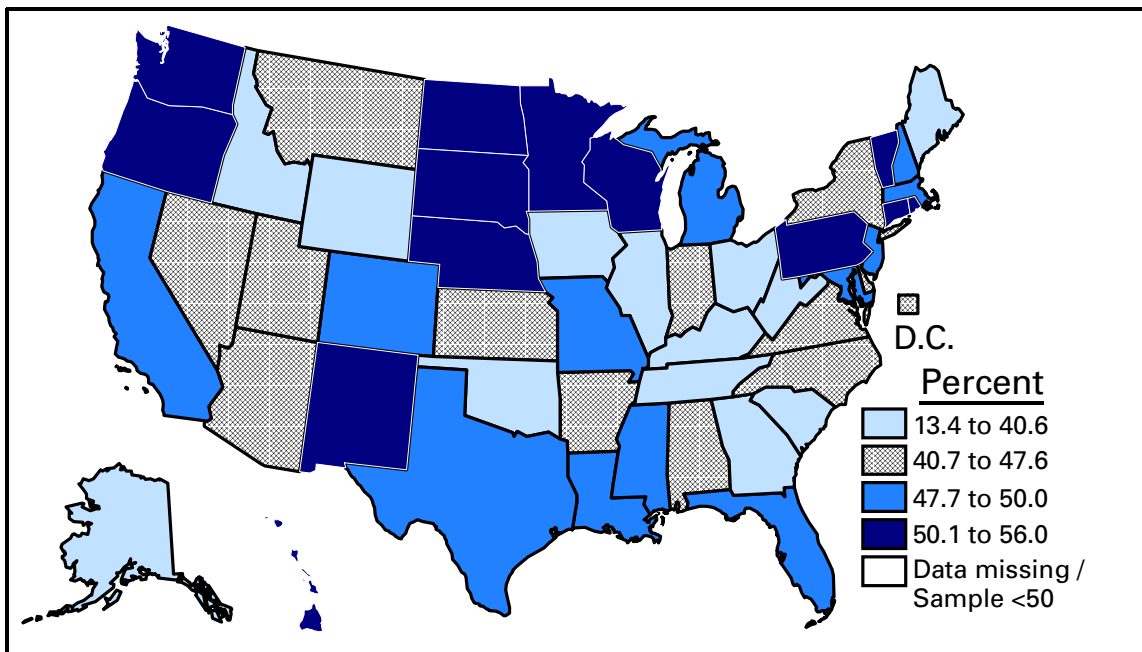 D.C.
Percent
13.4 to 40.6
40.7 to 47.6
47.7 to 50.0
50.1 to 56.0
Data missing /
Sample <50